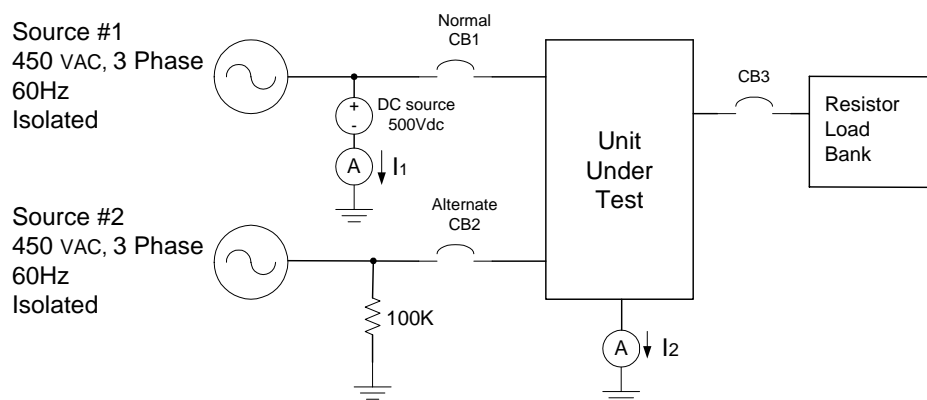 Source #1
450 VAC, 3 Phase
60Hz
Isolated
Normal
CB1
+
-
DC source
500Vdc
A
I1
CB3
Resistor
Load
Bank
Unit
Under
Test
Source #2
450 VAC, 3 Phase
60Hz
Isolated
Alternate
CB2
100K
A
I2